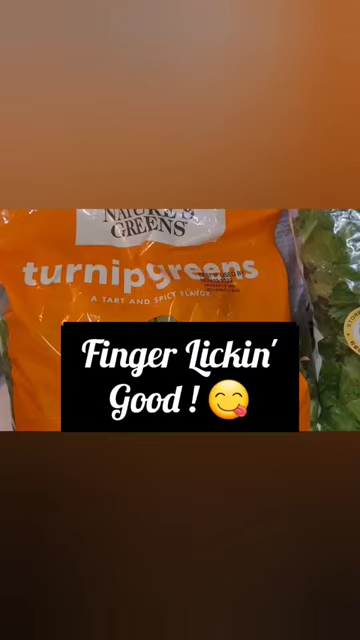 NATURE'S
GREENS
turnipgreens
A TART AND SPICY FLAVOR
Finger Lickin'
Good ! 😋